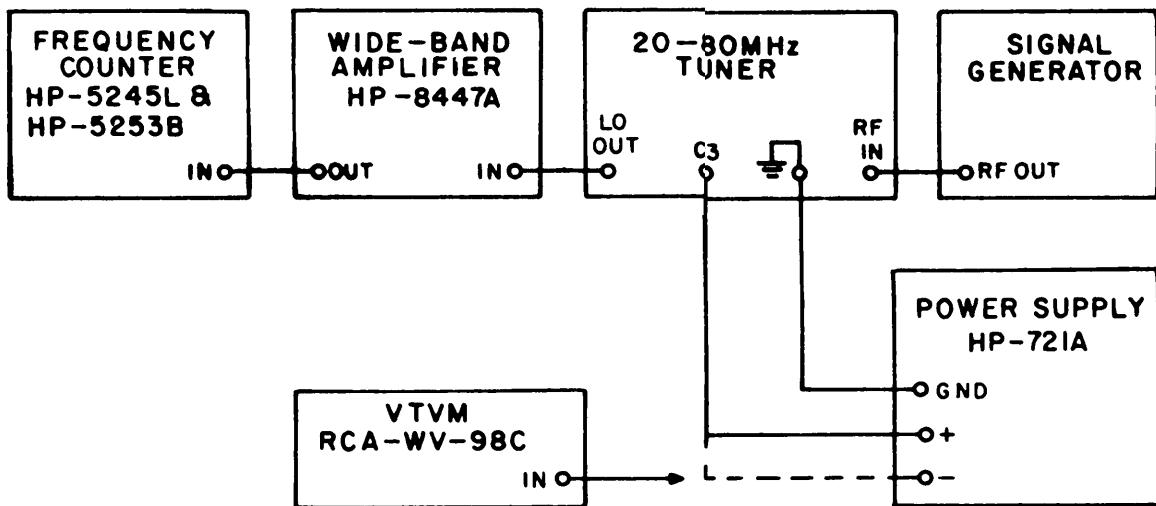 FREQUENCY
COUNTER
HP-5245L &
HP-5253B
IN
WIDE-BAND
AMPLIFIER
HP-8447A
OUT
IN
20-80MHz
TUNER
LO
OUT
C3
RF
IN
SIGNAL
GENERATOR
RF OUT
POWER SUPPLY
HP-721A
GND
+
-
VTVM
RCA-WV-98C
IN